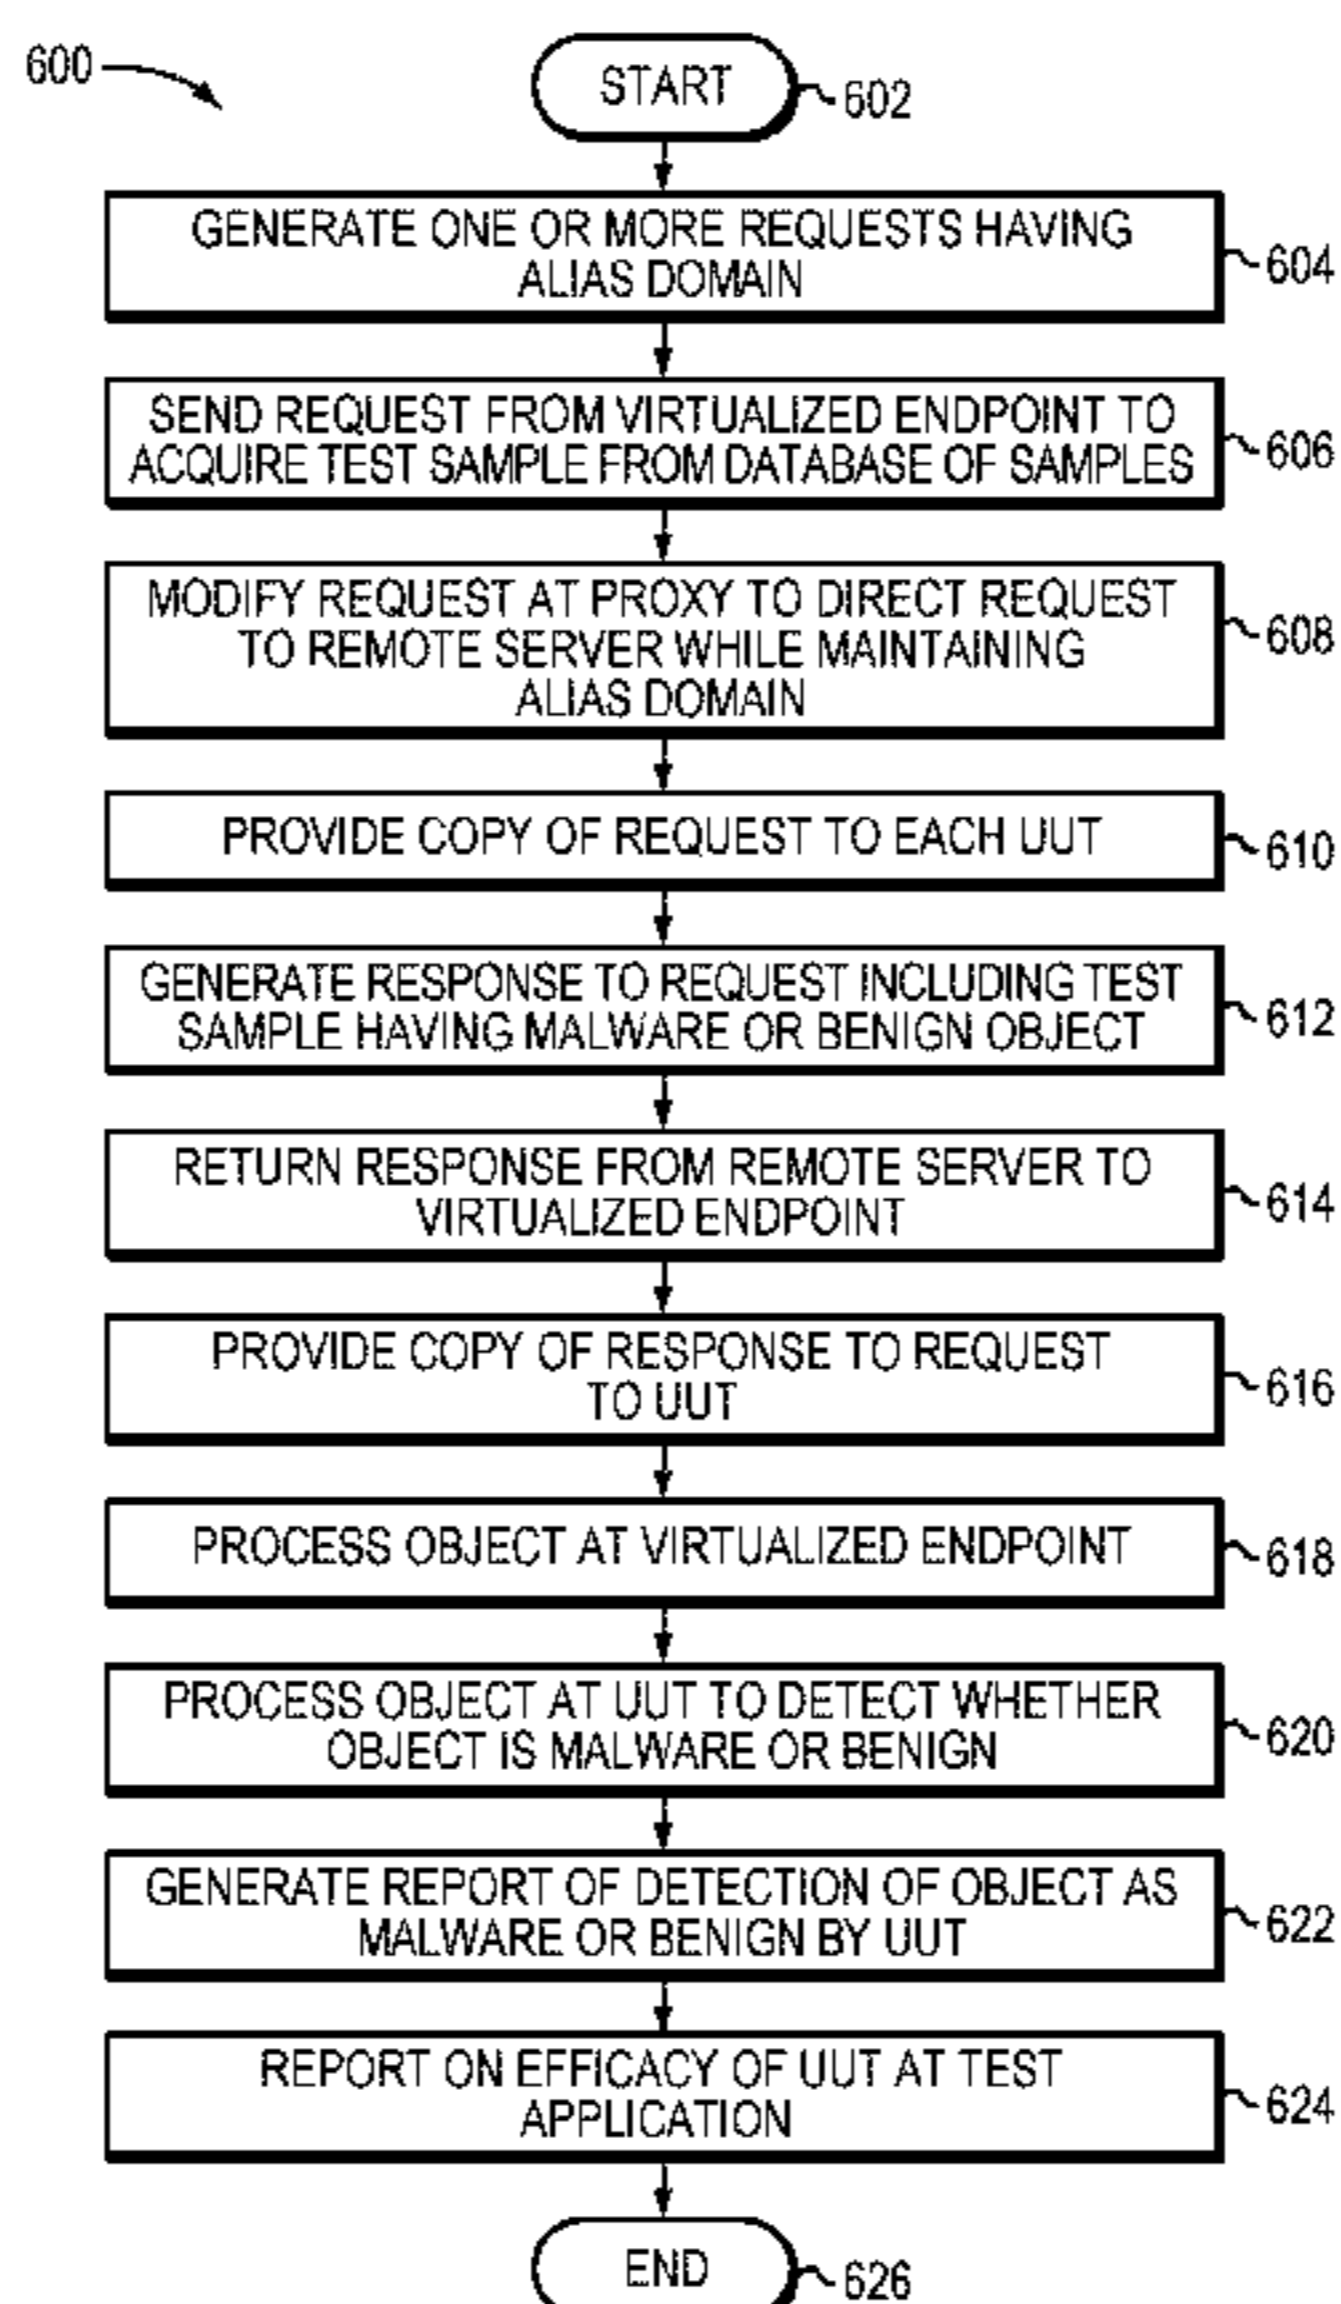 600
START
602
GENERATE ONE OR MORE REQUESTS HAVING
ALIAS DOMAIN
604
SEND REQUEST FROM VIRTUALIZED ENDPOINT TO
ACQUIRE TEST SAMPLE FROM DATABASE OF SAMPLES
606
MODIFY REQUEST AT PROXY TO DIRECT REQUEST
TO REMOTE SERVER WHILE MAINTAINING
ALIAS DOMAIN
608
PROVIDE COPY OF REQUEST TO EACH UUT
610
GENERATE RESPONSE TO REQUEST INCLUDING TEST
SAMPLE HAVING MALWARE OR BENIGN OBJECT
612
RETURN RESPONSE FROM REMOTE SERVER TO
VIRTUALIZED ENDPOINT
614
PROVIDE COPY OF RESPONSE TO REQUEST
TO UUT
616
PROCESS OBJECT AT VIRTUALIZED ENDPOINT
618
PROCESS OBJECT AT UUT TO DETECT WHETHER
OBJECT IS MALWARE OR BENIGN
620
GENERATE REPORT OF DETECTION OF OBJECT AS
MALWARE OR BENIGN BY UUT
622
REPORT ON EFFICACY OF UUT AT TEST
APPLICATION
624
END
626